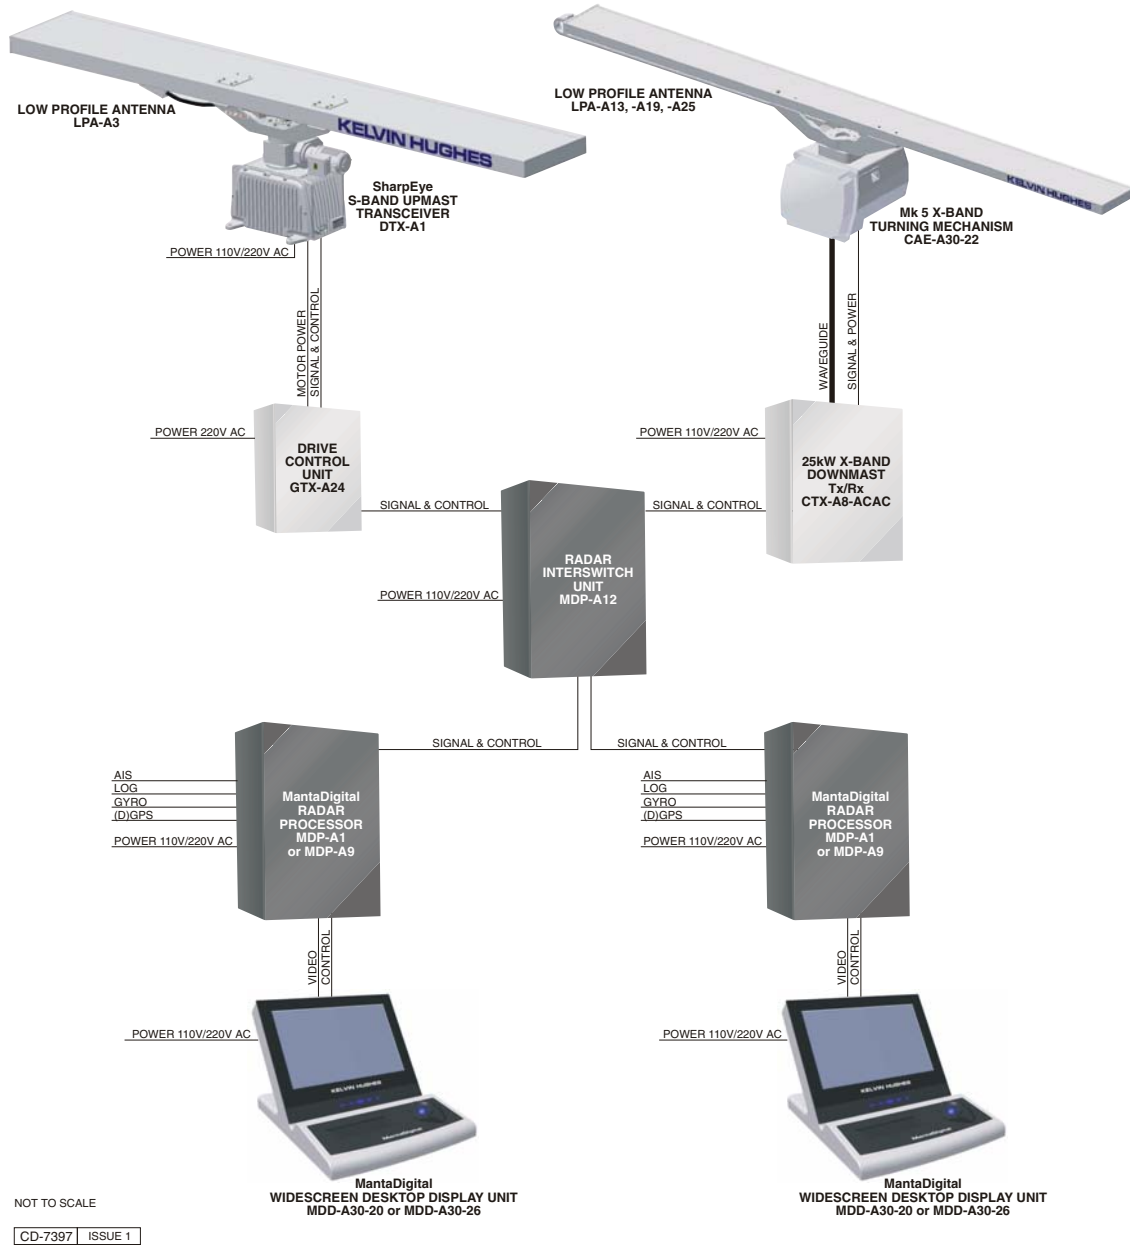 LOW PROFILE ANTENNA
LPA-A3
KELVIN HUGHES
SharpEye
S-BAND UPMAST
TRANSCEIVER
DTX-A1
POWER 110V/220V AC
MOTOR POWER
SIGNAL & CONTROL
LOW PROFILE ANTENNA
LPA-A13, -A19, -A25
KELVIN HUGHES
Mk 5 X-BAND
TURNING MECHANISM
CAE-A30-22
WAVEGUIDE
SIGNAL & POWER
POWER 220V AC
DRIVE
CONTROL
UNIT
GTX-A24
SIGNAL & CONTROL
POWER 110V/220V AC
25kW X-BAND
DOWNMAST
Tx/Rx
CTX-A8-ACAC
SIGNAL & CONTROL
RADAR
INTERSWITCH
UNIT
MDP-A12
POWER 110V/220V AC
SIGNAL & CONTROL
SIGNAL & CONTROL
AIS
LOG
GYRO
(D)GPS
POWER 110V/220V AC
MantaDigital
RADAR
PROCESSOR
MDP-A1
or MDP-A9
AIS
LOG
GYRO
(D)GPS
POWER 110V/220V AC
MantaDigital
RADAR
PROCESSOR
MDP-A1
or MDP-A9
VIDEO
CONTROL
VIDEO
CONTROL
POWER 110V/220V AC
KELVIN HUGHES
MantaDigital
POWER 110V/220V AC
KELVIN HUGHES
MantaDigital
MantaDigital
WIDESCREEN DESKTOP DISPLAY UNIT
MDD-A30-20 or MDD-A30-26
MantaDigital
WIDESCREEN DESKTOP DISPLAY UNIT
MDD-A30-20 or MDD-A30-26
NOT TO SCALE
CD-7397 ISSUE 1